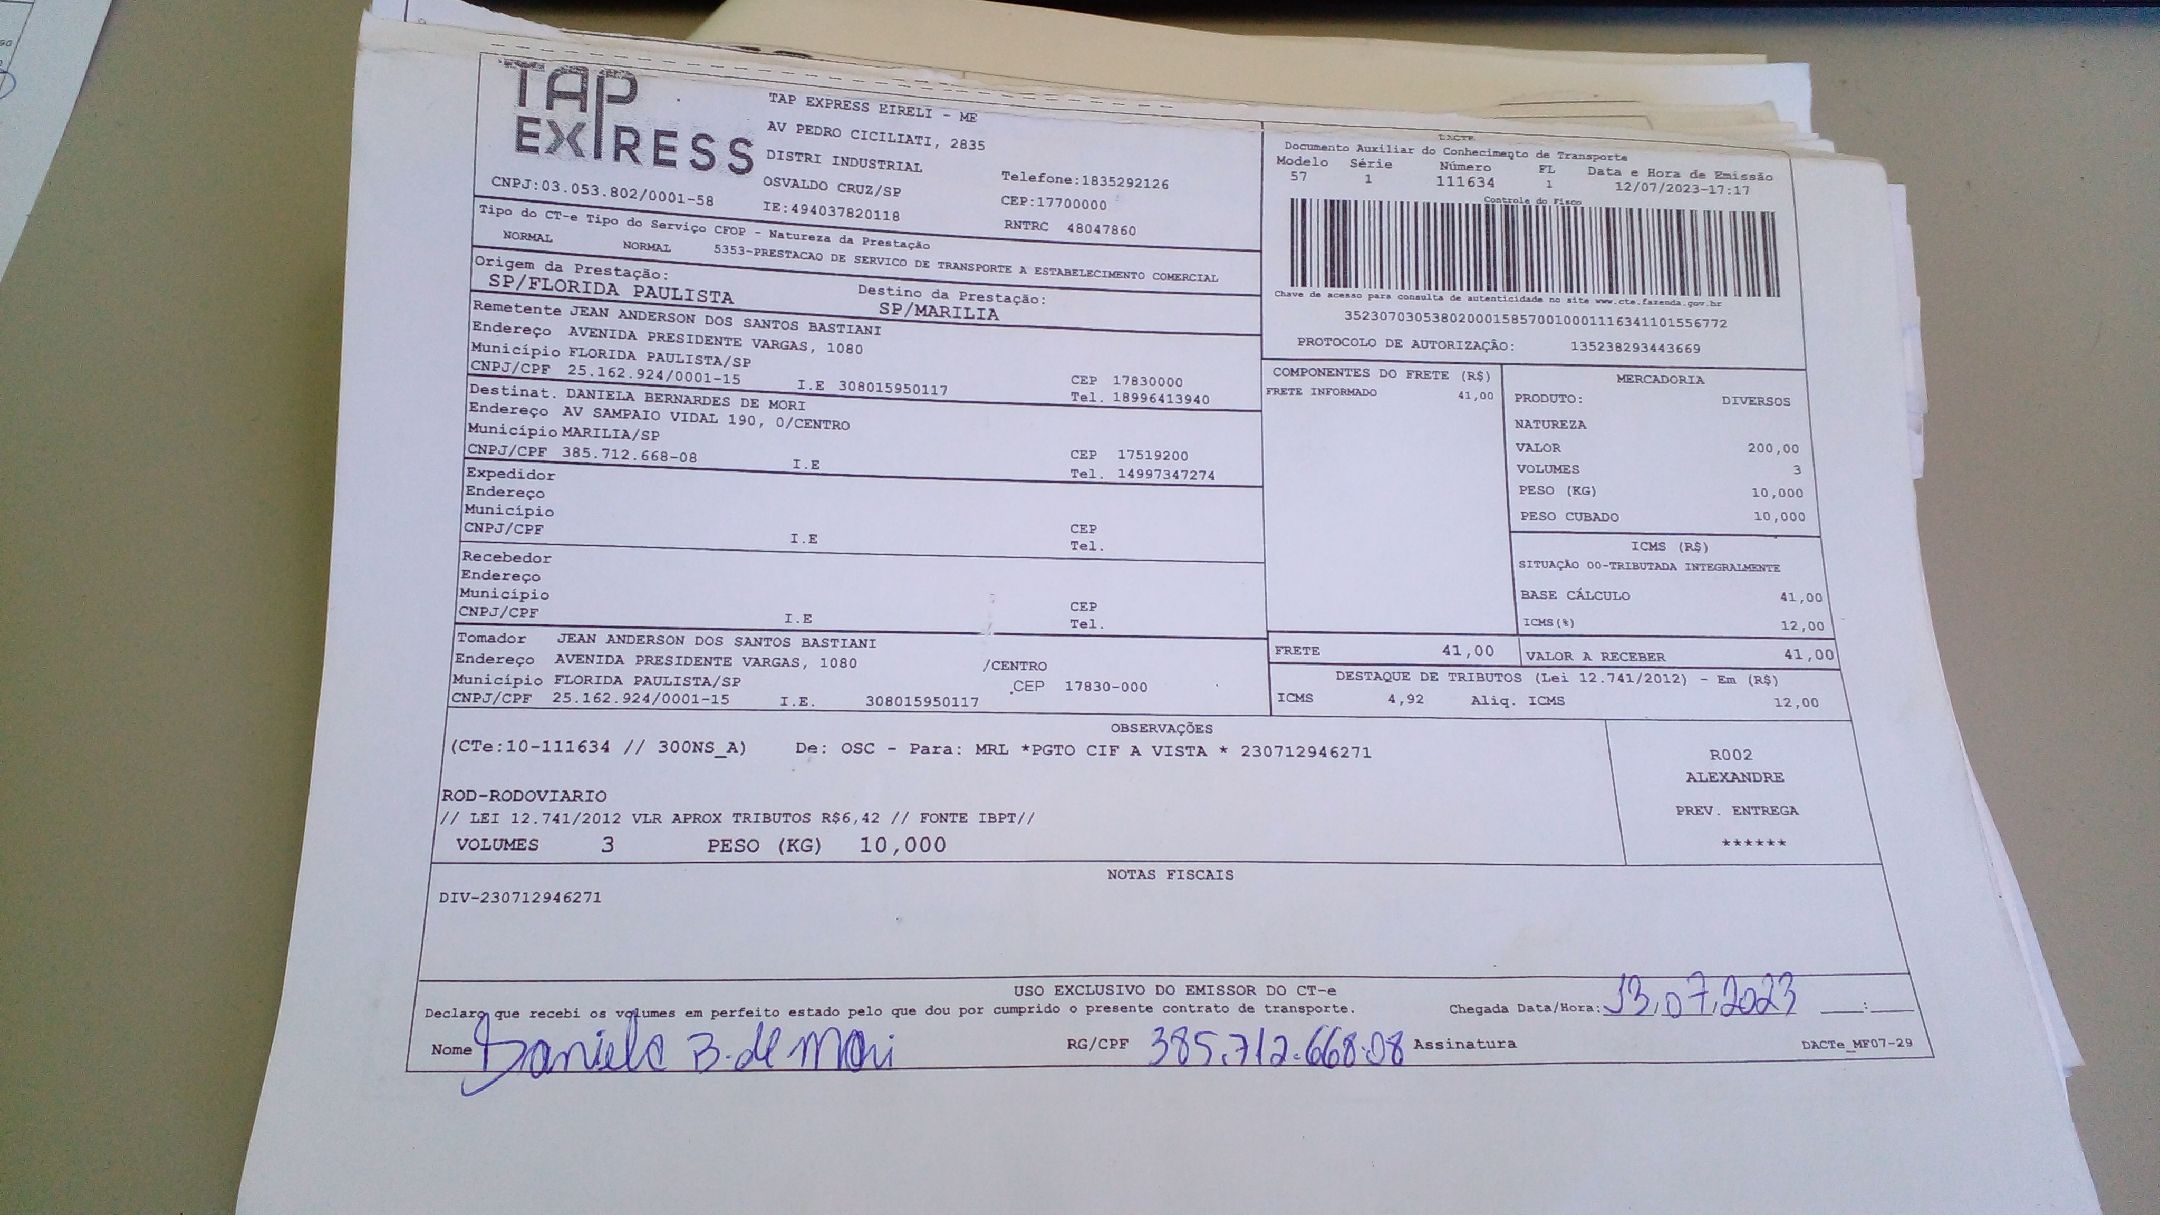 TAP
EXPRESS
CNPJ:03.053.802/0001-58
TAP EXPRESS EIRELI - ME
AV PEDRO CICILIATI, 2835
DISTRI INDUSTRIAL
OSVALDO CRUZ/SP
IE:494037820118
Telefone:1835292126
CEP:17700000
RNTRC 48047860
DACTE
Documento Auxiliar do Conhecimento de Transporte
Modelo Série Número FL Data e Hora de Emissão
57 1 111634 1 12/07/2023-17:17
Controle do Fisco
Chave de acesso para consulta de autenticidade no site www.cte.fazenda.gov.br
35230703053802000158570010001116341101556772
PROTOCOLO DE AUTORIZAÇÃO: 135238293443669
Tipo do CT-e Tipo do Serviço CFOP - Natureza da Prestação
NORMAL NORMAL 5353-PRESTACAO DE SERVICO DE TRANSPORTE A ESTABELECIMENTO COMERCIAL
Origem da Prestação: Destino da Prestação:
SP/FLORIDA PAULISTA SP/MARILIA
Remetente JEAN ANDERSON DOS SANTOS BASTIANI
Endereço AVENIDA PRESIDENTE VARGAS, 1080
Município FLORIDA PAULISTA/SP CEP 17830000
CNPJ/CPF 25.162.924/0001-15 I.E 308015950117 Tel. 18996413940
Destinat. DANIELA BERNARDES DE MORI
Endereço AV SAMPAIO VIDAL 190, 0/CENTRO
Município MARILIA/SP CEP 17519200
CNPJ/CPF 385.712.668-08 I.E Tel. 14997347274
Expedidor
Endereço
Município CEP
CNPJ/CPF I.E Tel.
Recebedor
Endereço
Município CEP
CNPJ/CPF I.E Tel.
Tomador JEAN ANDERSON DOS SANTOS BASTIANI
Endereço AVENIDA PRESIDENTE VARGAS, 1080 /CENTRO
Município FLORIDA PAULISTA/SP CEP 17830-000
CNPJ/CPF 25.162.924/0001-15 I.E. 308015950117
COMPONENTES DO FRETE (R$)
FRETE INFORMADO 41,00
MERCADORIA
PRODUTO: DIVERSOS
NATUREZA
VALOR 200,00
VOLUMES 3
PESO (KG) 10,000
PESO CUBADO 10,000
ICMS (R$)
SITUAÇÃO 00-TRIBUTADA INTEGRALMENTE
BASE CÁLCULO 41,00
ICMS(%) 12,00
FRETE 41,00 VALOR A RECEBER 41,00
DESTAQUE DE TRIBUTOS (Lei 12.741/2012) - Em (R$)
ICMS 4,92 Aliq. ICMS 12,00
OBSERVAÇÕES
(CTe:10-111634 // 300NS_A) De: OSC - Para: MRL *PGTO CIF A VISTA * 230712946271
ROD-RODOVIARIO
// LEI 12.741/2012 VLR APROX TRIBUTOS R$6,42 // FONTE IBPT//
VOLUMES 3 PESO (KG) 10,000
R002
ALEXANDRE
PREV. ENTREGA
******
NOTAS FISCAIS
DIV-230712946271
USO EXCLUSIVO DO EMISSOR DO CT-e
Declaro que recebi os volumes em perfeito estado pelo que dou por cumprido o presente contrato de transporte. Chegada Data/Hora: 13.07.2023 ____:____
Nome Daniela B. de Mori RG/CPF 385.712.668.08 Assinatura DACTe_MF07-29